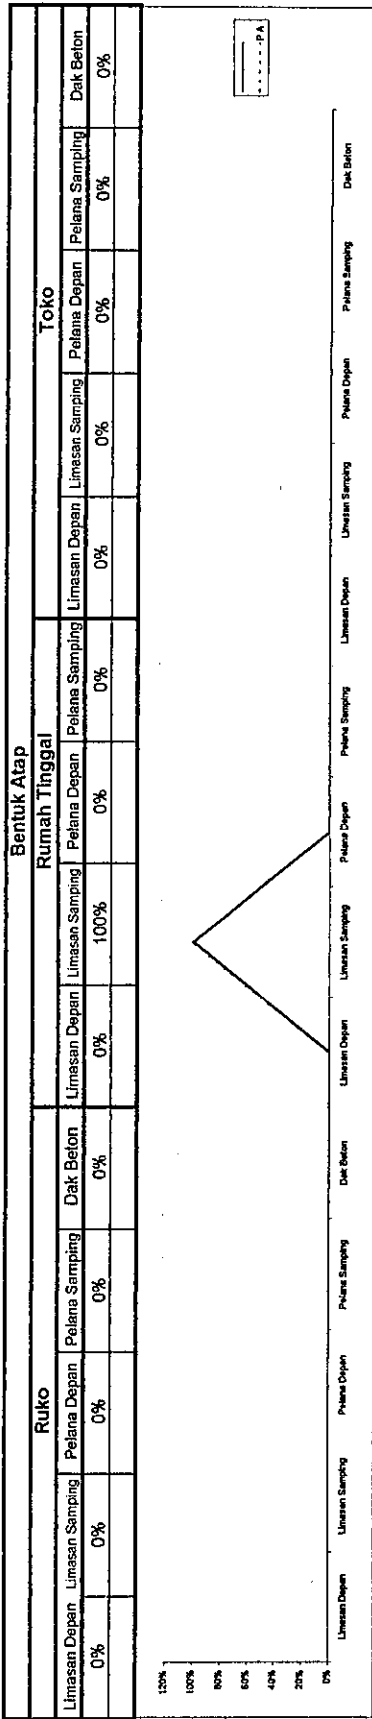 Bentuk Atap
Ruko Rumah Tinggal Toko
Limasan Depan Limasan Samping Pelana Depan Pelana Samping Dak Beton Limasan Depan Limasan Samping Pelana Depan Pelana Samping Limasan Depan Limasan Samping Pelana Depan Pelana Samping Dak Beton
0% 0% 0% 0% 0% 0% 100% 0% 0% 0% 0% 0% 0% 0%
120%
100%
80%
60%
40%
20%
0%
Limasan Depan Limasan Samping Pelana Depan Pelana Samping Dak Beton Limasan Depan Limasan Samping Pelana Depan Pelana Samping Limasan Depan Limasan Samping Pelana Depan Pelana Samping Dak Beton
PA